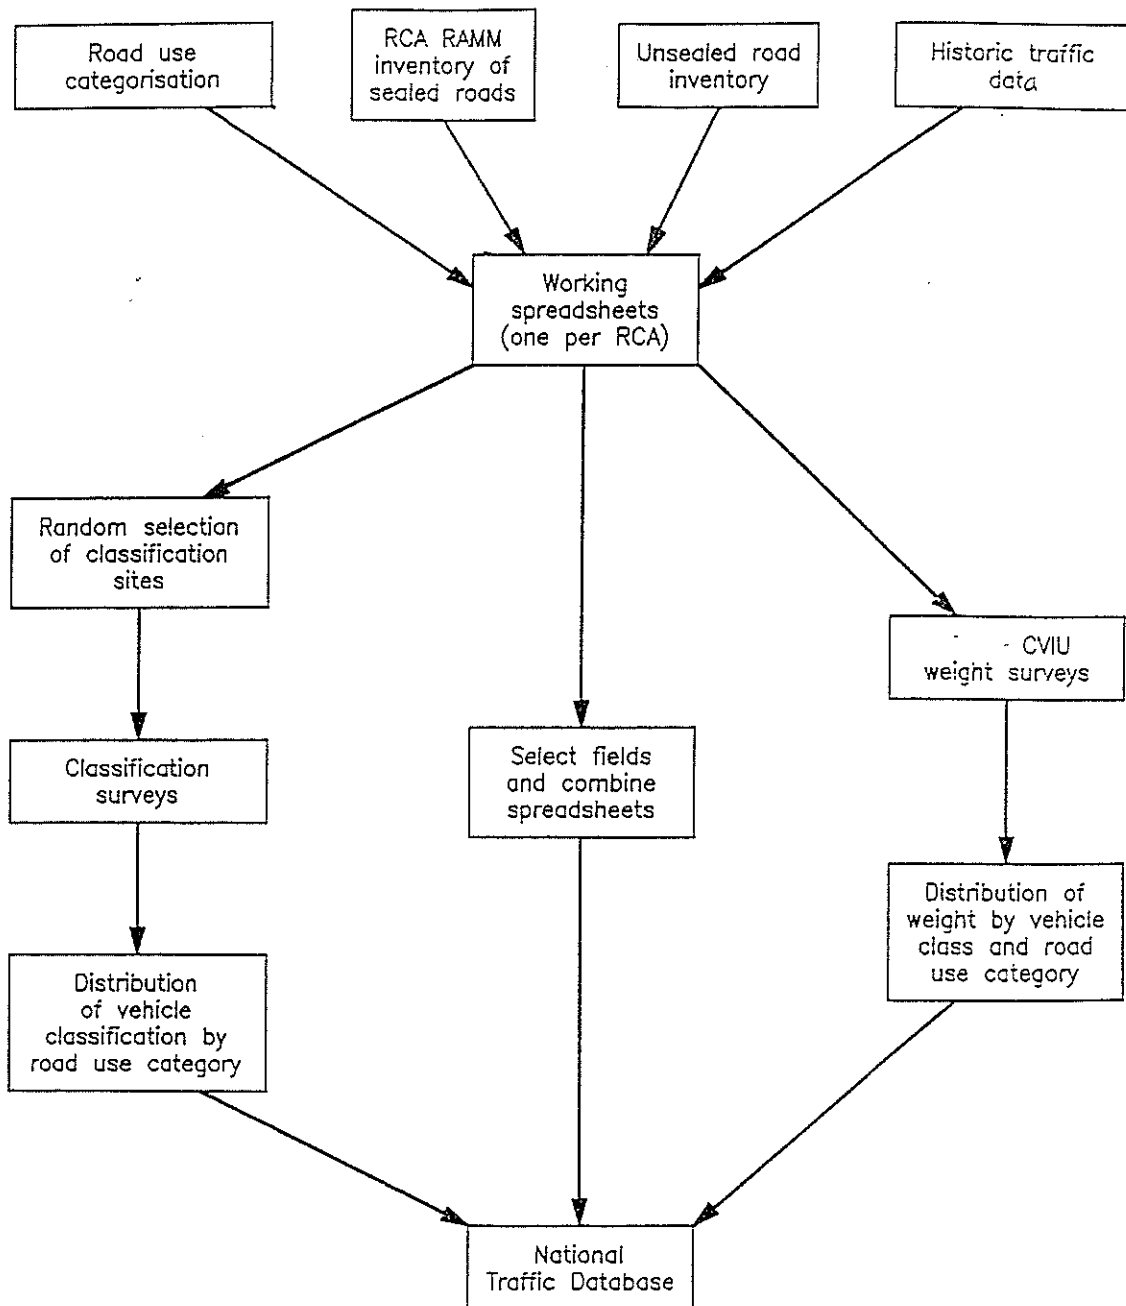 Road use
categorisation
RCA RAMM
inventory of
sealed roads
Unsealed road
inventory
Historic traffic
data
Working
spreadsheets
(one per RCA)
Random selection
of classification
sites
- CVIU
weight surveys
Classification
surveys
Select fields
and combine
spreadsheets
Distribution of
weight by vehicle
class and road
use category
Distribution
of vehicle
classification by
road use category
National
Traffic Database